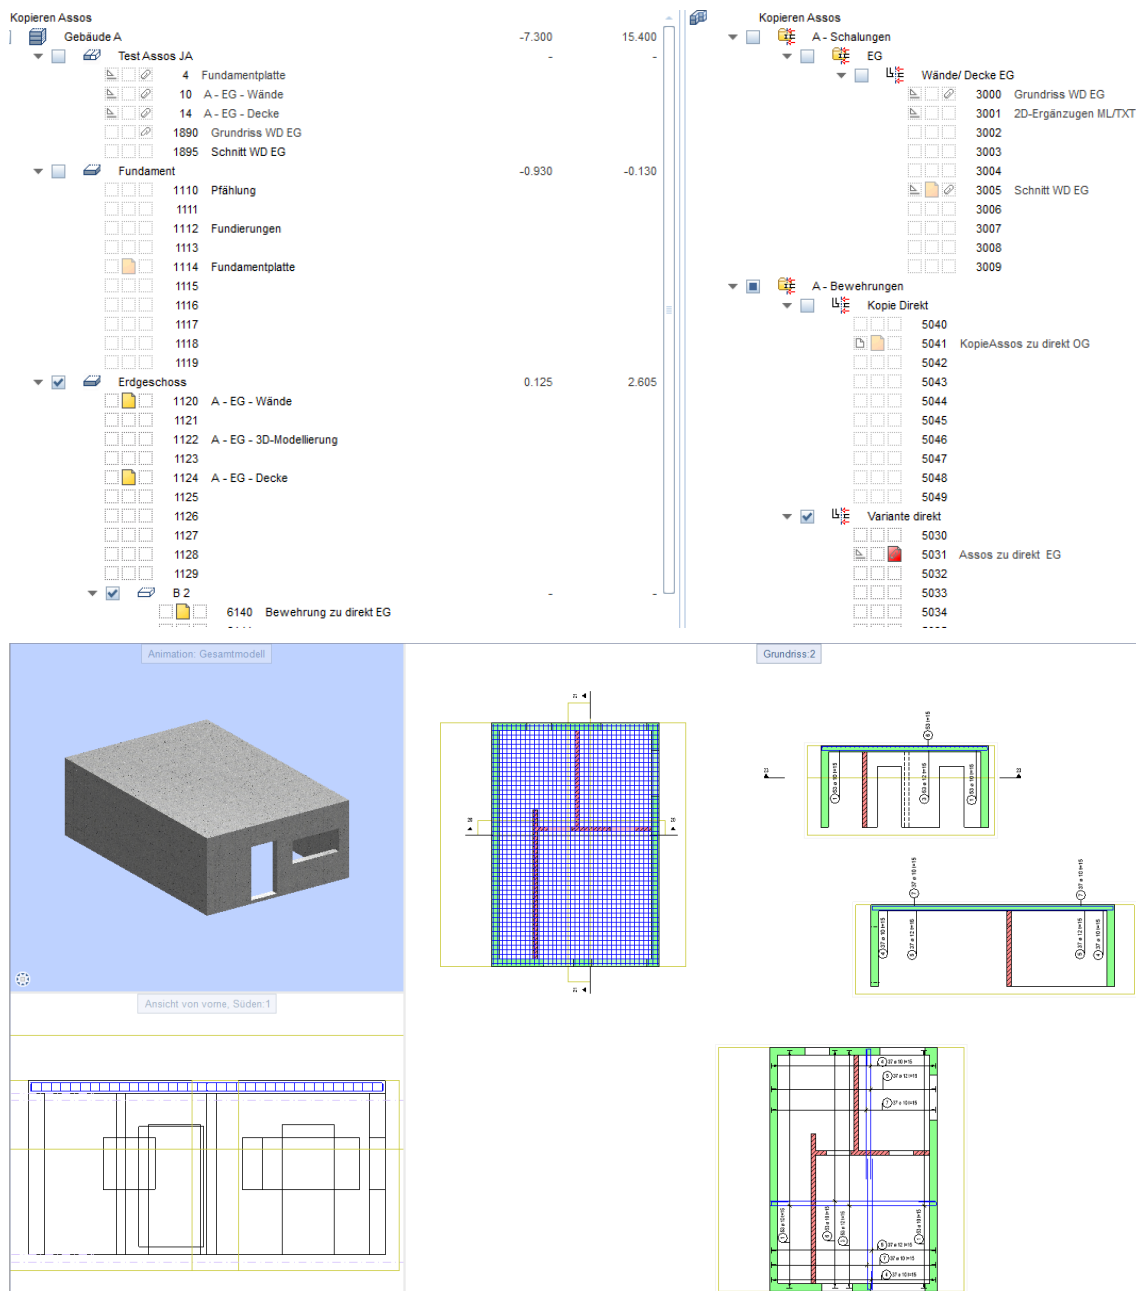 Kopieren Assos
Gebäude A -7.300 15.400
Test Assos JA - -
4 Fundamentplatte
10 A - EG - Wände
14 A - EG - Decke
1890 Grundriss WD EG
1895 Schnitt WD EG
Fundament -0.930 -0.130
1110 Pfählung
1111
1112 Fundierungen
1113
1114 Fundamentplatte
1115
1116
1117
1118
1119
Erdgeschoss 0.125 2.605
1120 A - EG - Wände
1121
1122 A - EG - 3D-Modellierung
1123
1124 A - EG - Decke
1125
1126
1127
1128
1129
B 2 - -
6140 Bewehrung zu direkt EG
Kopieren Assos
A - Schalungen
EG
Wände/ Decke EG
3000 Grundriss WD EG
3001 2D-Ergänzugen ML/TXT
3002
3003
3004
3005 Schnitt WD EG
3006
3007
3008
3009
A - Bewehrungen
Kopie Direkt
5040
5041 KopieAssos zu direkt OG
5042
5043
5044
5045
5046
5047
5048
5049
Variante direkt
5030
5031 Assos zu direkt EG
5032
5033
5034
Animation: Gesamtmodell
Grundriss:2
Ansicht von vorne, Süden:1